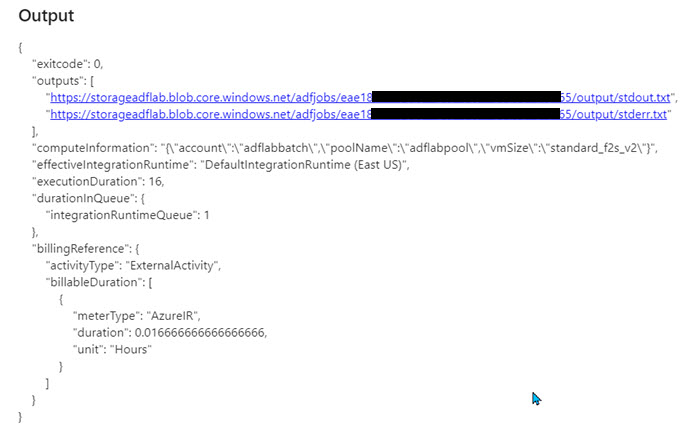 Output
{
"exitcode": 0,
"outputs": [
"https://storageadflab.blob.core.windows.net/adfjobs/eae18 65/output/stdout.txt",
"https://storageadflab.blob.core.windows.net/adfjobs/eae18 65/output/stderr.txt"
],
"computeInformation": "{\"account\":\"adflabbatch\",\"poolName\":\"adflabpool\",\"vmSize\":\"standard_f2s_v2\"}",
"effectiveIntegrationRuntime": "DefaultIntegrationRuntime (East US)",
"executionDuration": 16,
"durationInQueue": {
"integrationRuntimeQueue": 1
},
"billingReference": {
"activityType": "ExternalActivity",
"billableDuration": [
{
"meterType": "AzureIR",
"duration": 0.016666666666666666,
"unit": "Hours"
}
]
}
}